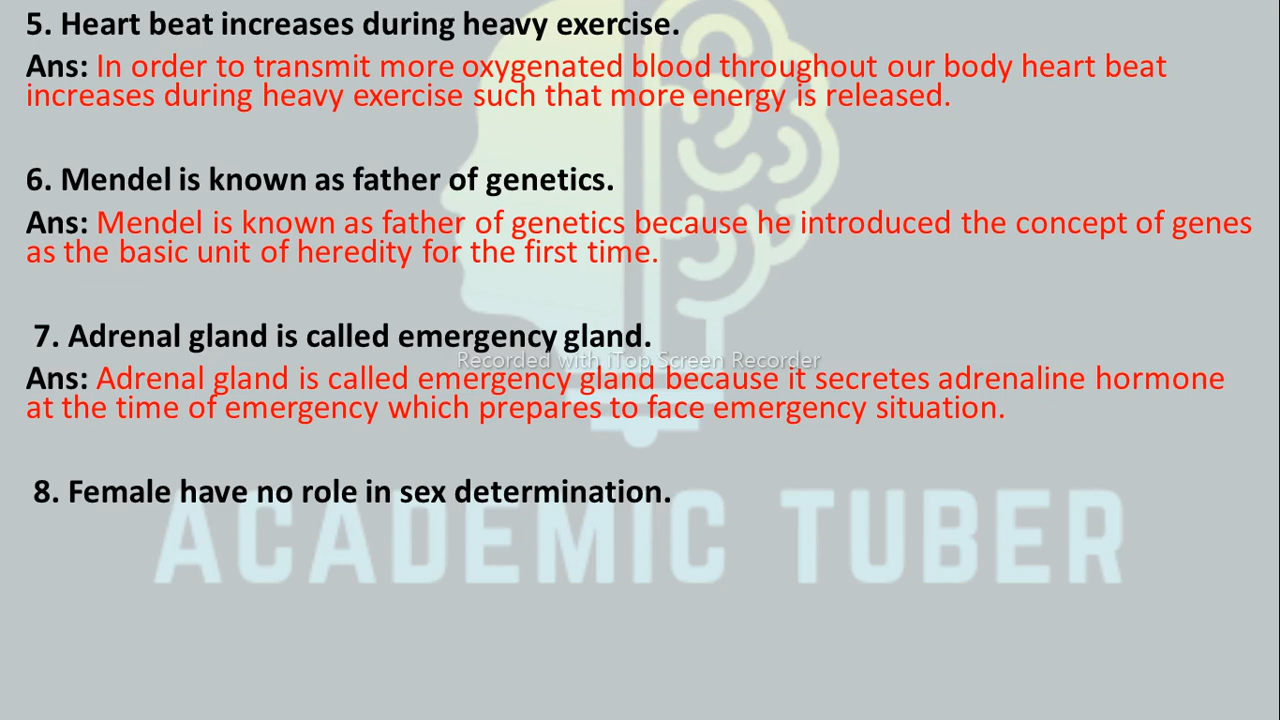 5. Heart beat increases during heavy exercise.
Ans: In order to transmit more oxygenated blood throughout our body heart beat
increases during heavy exercise such that more energy is released.
6. Mendel is known as father of genetics.
Ans: Mendel is known as father of genetics because he introduced the concept of genes
as the basic unit of heredity for the first time.
7. Adrenal gland is called emergency gland.
Recorded with iTop Screen Recorder
Ans: Adrenal gland is called emergency gland because it secretes adrenaline hormone
at the time of emergency which prepares to face emergency situation.
8. Female have no role in sex determination.
ACADEMIC TUBER